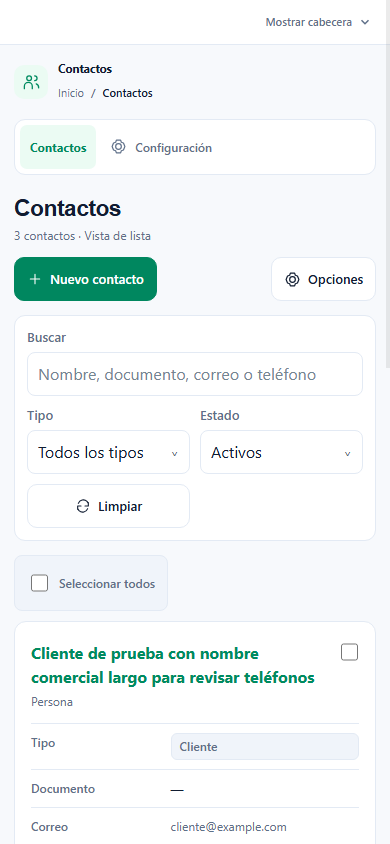 Mostrar cabecera
Contactos
Inicio / Contactos
Contactos
Configuración
Contactos
3 contactos · Vista de lista
Nuevo contacto
Opciones
Buscar
Nombre, documento, correo o teléfono
Tipo
Estado
Todos los tipos
Activos
Limpiar
Seleccionar todos
Cliente de prueba con nombre
comercial largo para revisar teléfonos
Persona
Tipo
Cliente
Documento
—
Correo
cliente@example.com